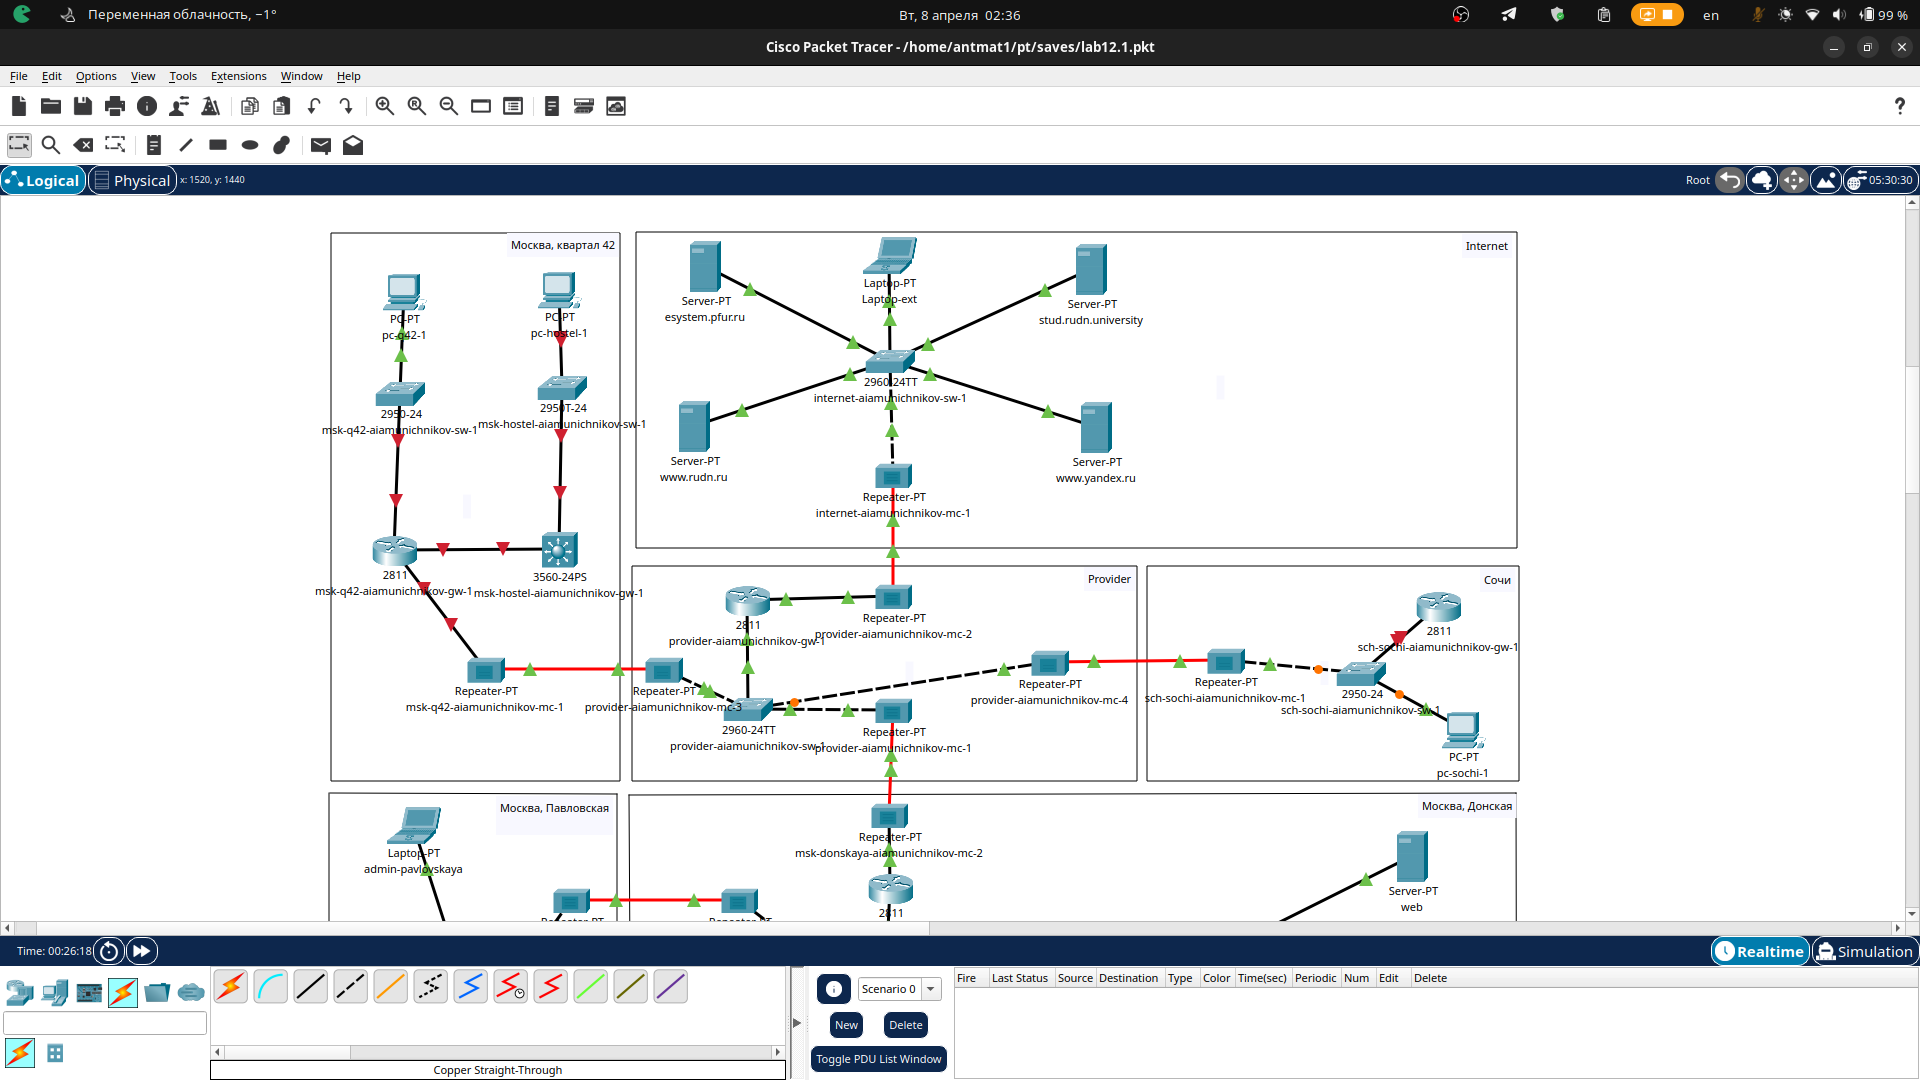 Переменная облачность, −1°
Вт, 8 апреля 02:36
en
99 %
Cisco Packet Tracer - /home/antmat1/pt/saves/lab12.1.pkt
File Edit Options View Tools Extensions Window Help
Logical
Physical
x: 1520, y: 1440
Root
05:30:30
Москва, квартал 42
PC-PT
pc-q42-1
PC-PT
pc-hostel-1
2950-24
msk-q42-aiamunichnikov-sw-1
2950T-24
msk-hostel-aiamunichnikov-sw-1
2811
msk-q42-aiamunichnikov-gw-1
3560-24PS
msk-hostel-aiamunichnikov-gw-1
Repeater-PT
msk-q42-aiamunichnikov-mc-1
Internet
Server-PT
esystem.pfur.ru
Laptop-PT
Laptop-ext
Server-PT
stud.rudn.university
2960-24TT
internet-aiamunichnikov-sw-1
Server-PT
www.rudn.ru
Server-PT
www.yandex.ru
Repeater-PT
internet-aiamunichnikov-mc-1
Provider
2811
provider-aiamunichnikov-gw-1
Repeater-PT
provider-aiamunichnikov-mc-2
Repeater-PT
provider-aiamunichnikov-mc-3
Repeater-PT
provider-aiamunichnikov-mc-4
2960-24TT
provider-aiamunichnikov-sw-1
Repeater-PT
provider-aiamunichnikov-mc-1
Сочи
2811
sch-sochi-aiamunichnikov-gw-1
Repeater-PT
sch-sochi-aiamunichnikov-mc-1
2950-24
sch-sochi-aiamunichnikov-sw-1
PC-PT
pc-sochi-1
Москва, Павловская
Laptop-PT
admin-pavlovskaya
Repeater-PT
Москва, Донская
Repeater-PT
msk-donskaya-aiamunichnikov-mc-2
Repeater-PT
2811
Server-PT
web
Time: 00:26:18
Realtime
Simulation
Scenario 0
New
Delete
Toggle PDU List Window
Fire Last Status Source Destination Type Color Time(sec) Periodic Num Edit Delete
Copper Straight-Through